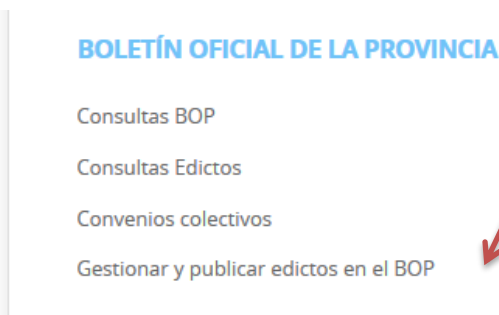 BOLETÍN OFICIAL DE LA PROVINCIA
Consultas BOP
Consultas Edictos
Convenios colectivos
Gestionar y publicar edictos en el BOP